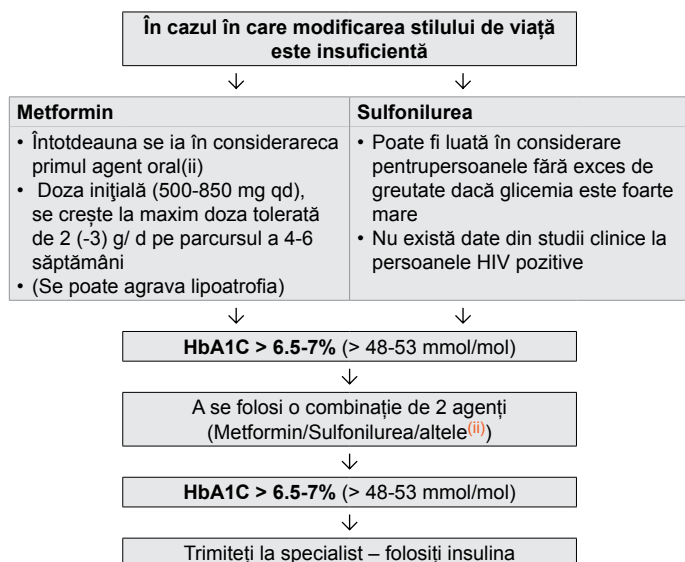 În cazul în care modificarea stilului de viață
este insuficientă
Metformin
• Întotdeauna se ia în considerareca
primul agent oral(ii)
• Doza iniţială (500-850 mg qd),
se crește la maxim doza tolerată
de 2 (-3) g/ d pe parcursul a 4-6
săptămâni
• (Se poate agrava lipoatrofia)
Sulfonilurea
• Poate fi luată în considerare
pentrupersoanele fără exces de
greutate dacă glicemia este foarte
mare
• Nu există date din studii clinice la
persoanele HIV pozitive
HbA1C > 6.5-7% (> 48-53 mmol/mol)
A se folosi o combinație de 2 agenți
(Metformin/Sulfonilurea/altele(ii))
HbA1C > 6.5-7% (> 48-53 mmol/mol)
Trimiteți la specialist – folosiți insulina